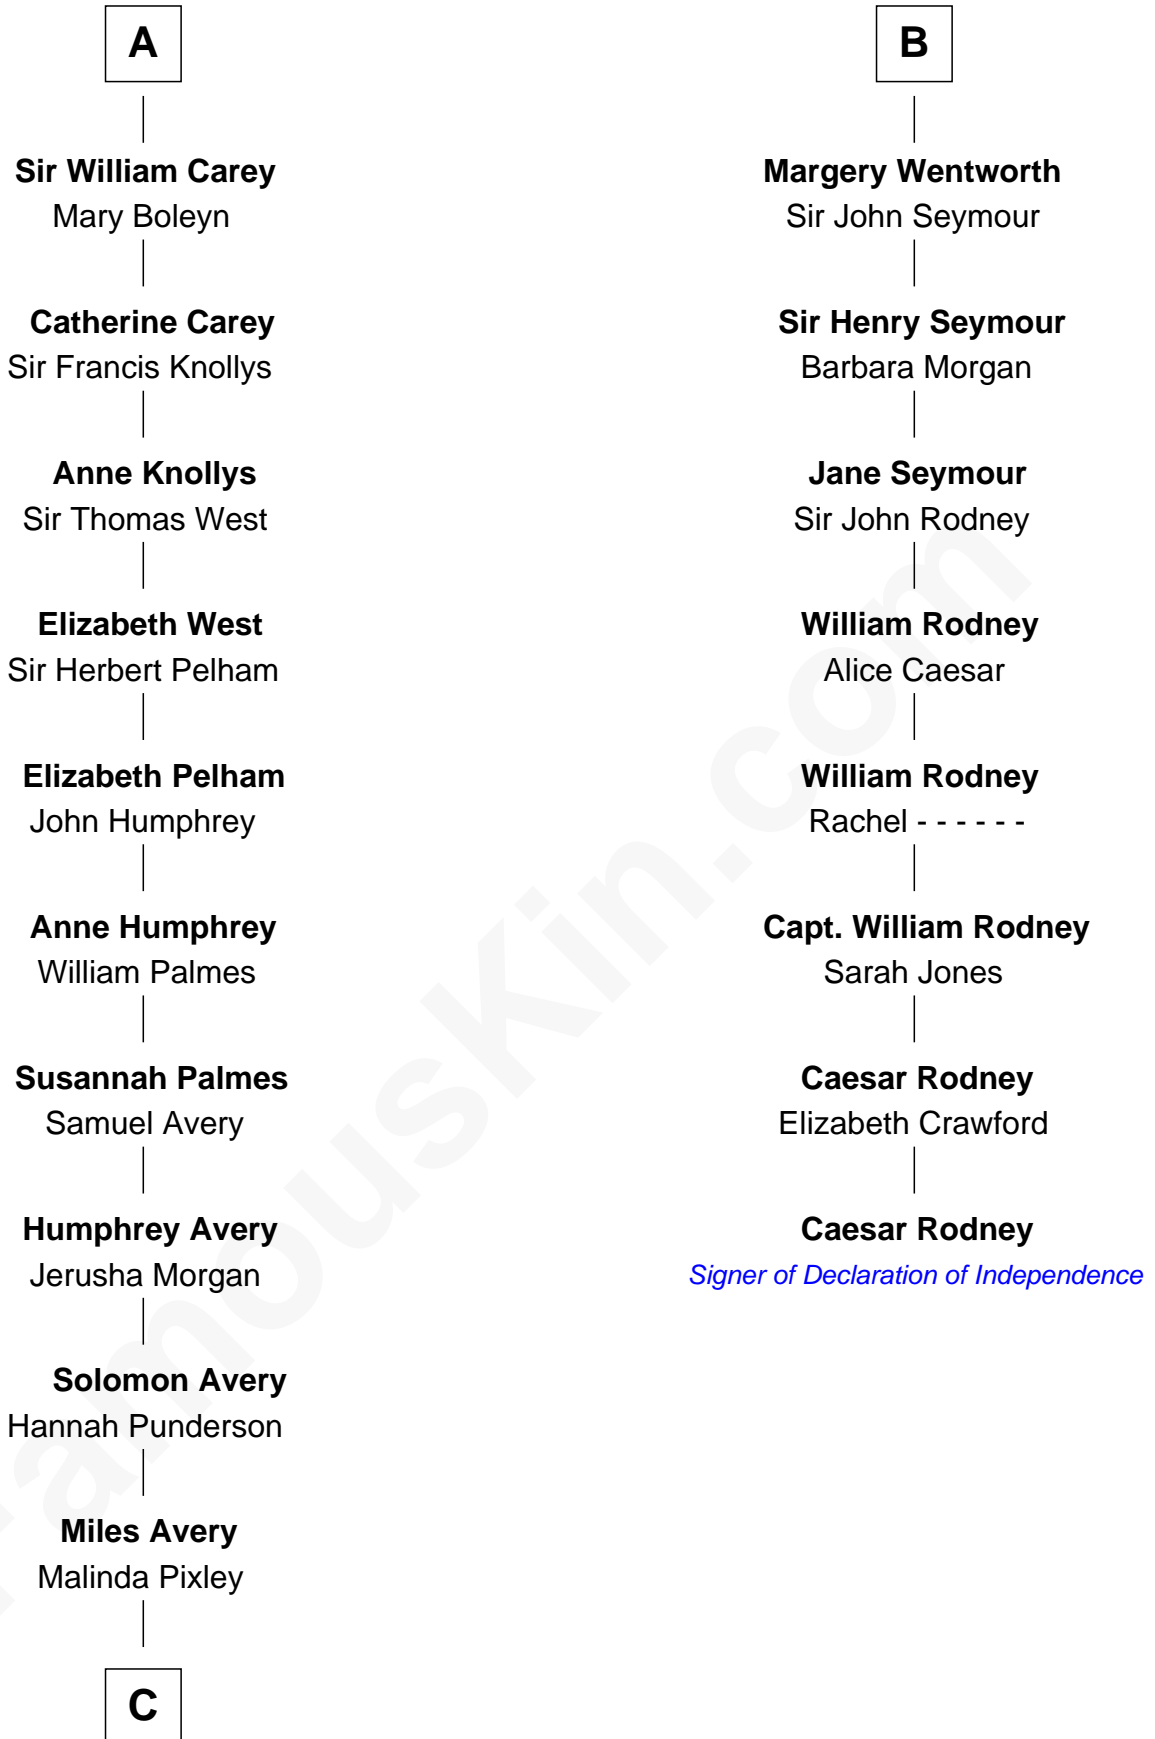 A
Sir William Carey
Mary Boleyn
Catherine Carey
Sir Francis Knollys
Anne Knollys
Sir Thomas West
Elizabeth West
Sir Herbert Pelham
Elizabeth Pelham
John Humphrey
Anne Humphrey
William Palmes
Susannah Palmes
Samuel Avery
Humphrey Avery
Jerusha Morgan
Solomon Avery
Hannah Punderson
Miles Avery
Malinda Pixley
C
B
Margery Wentworth
Sir John Seymour
Sir Henry Seymour
Barbara Morgan
Jane Seymour
Sir John Rodney
William Rodney
Alice Caesar
William Rodney
Rachel - - - - - -
Capt. William Rodney
Sarah Jones
Caesar Rodney
Elizabeth Crawford
Caesar Rodney
Signer of Declaration of Independence
FamousKin.com